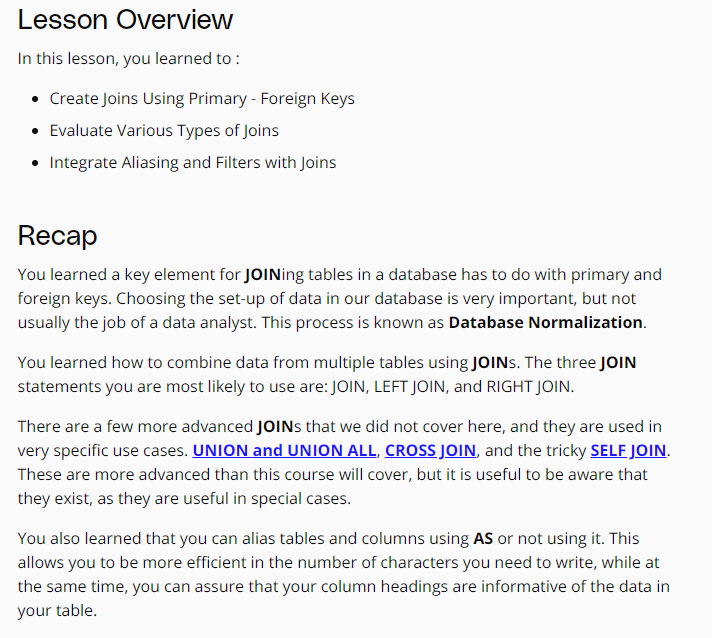 Lesson Overview
In this lesson, you learned to :
• Create Joins Using Primary - Foreign Keys
• Evaluate Various Types of Joins
• Integrate Aliasing and Filters with Joins
Recap
You learned a key element for JOINing tables in a database has to do with primary and
foreign keys. Choosing the set-up of data in our database is very important, but not
usually the job of a data analyst. This process is known as Database Normalization.
You learned how to combine data from multiple tables using JOINs. The three JOIN
statements you are most likely to use are: JOIN, LEFT JOIN, and RIGHT JOIN.
There are a few more advanced JOINs that we did not cover here, and they are used in
very specific use cases. UNION and UNION ALL, CROSS JOIN, and the tricky SELF JOIN.
These are more advanced than this course will cover, but it is useful to be aware that
they exist, as they are useful in special cases.
You also learned that you can alias tables and columns using AS or not using it. This
allows you to be more efficient in the number of characters you need to write, while at
the same time, you can assure that your column headings are informative of the data in
your table.